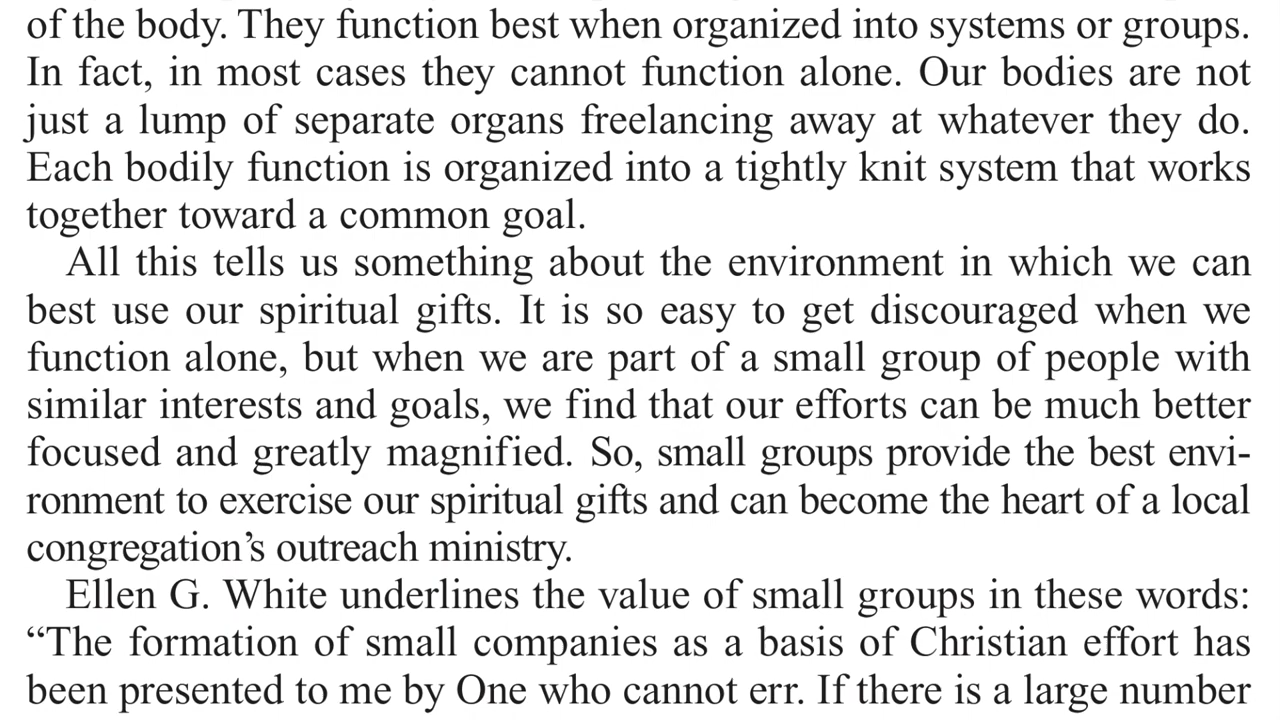 of the body. They function best when organized into systems or groups.
In fact, in most cases they cannot function alone. Our bodies are not
just a lump of separate organs freelancing away at whatever they do.
Each bodily function is organized into a tightly knit system that works
together toward a common goal.
All this tells us something about the environment in which we can
best use our spiritual gifts. It is so easy to get discouraged when we
function alone, but when we are part of a small group of people with
similar interests and goals, we find that our efforts can be much better
focused and greatly magnified. So, small groups provide the best envi-
ronment to exercise our spiritual gifts and can become the heart of a local
congregation’s outreach ministry.
Ellen G. White underlines the value of small groups in these words:
“The formation of small companies as a basis of Christian effort has
been presented to me by One who cannot err. If there is a large number